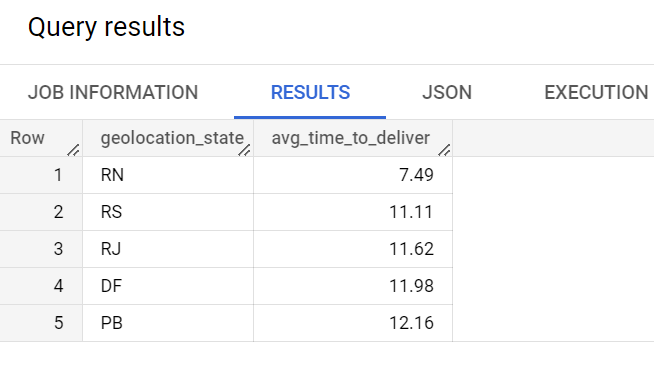 Query results
JOB INFORMATION RESULTS JSON EXECUTION
Row geolocation_state avg_time_to_deliver
1 RN 7.49
2 RS 11.11
3 RJ 11.62
4 DF 11.98
5 PB 12.16